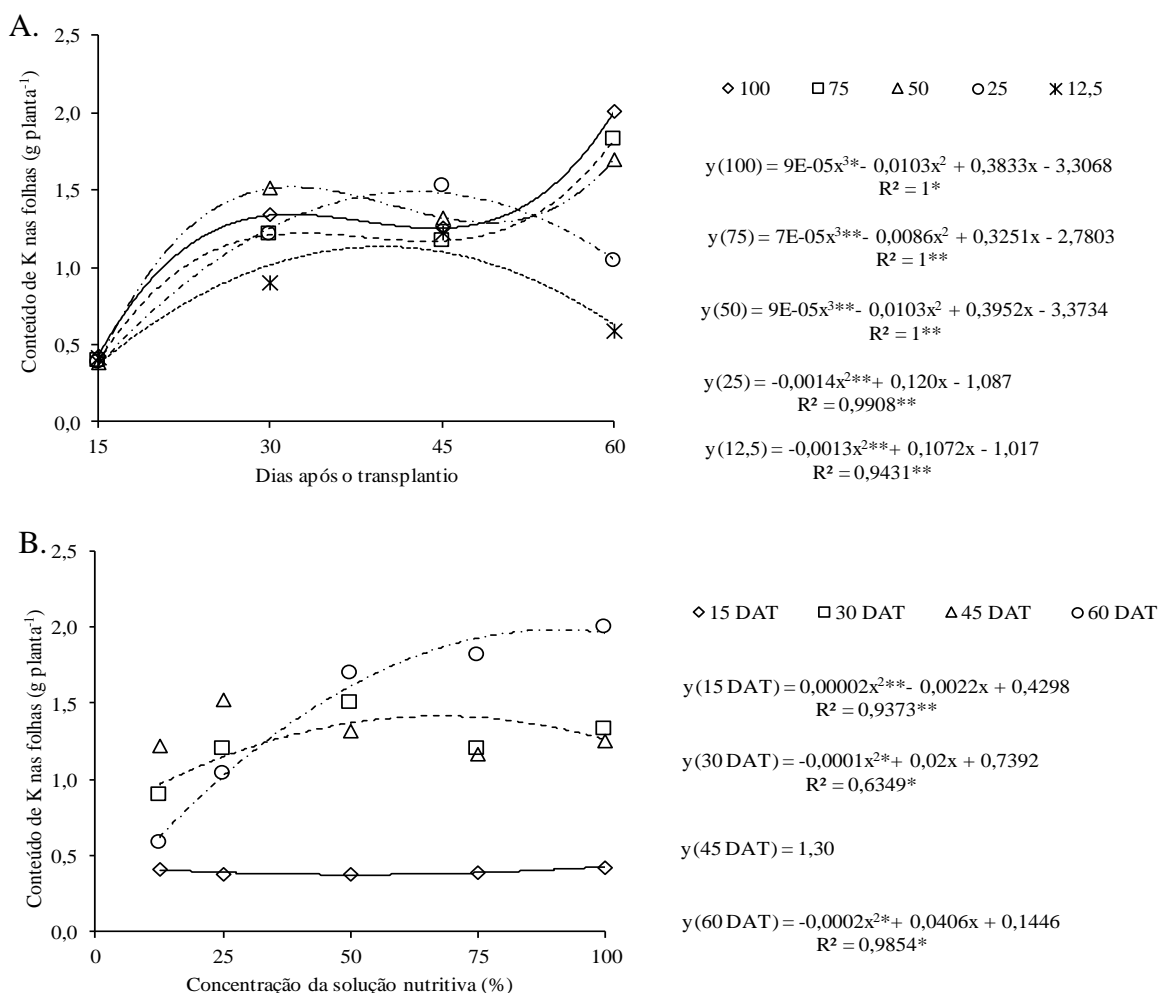 A.
Conteúdo de K nas folhas (g planta-1)
2,5
2,0
1,5
1,0
0,5
0,0
15 30 45 60
Dias após o transplantio
100 75 50 25 12,5
y(100) = 9E-05x3*- 0,0103x2 + 0,3833x - 3,3068
R² = 1*
y(75) = 7E-05x3**- 0,0086x2 + 0,3251x - 2,7803
R² = 1**
y(50) = 9E-05x3**- 0,0103x2 + 0,3952x - 3,3734
R² = 1**
y(25) = -0,0014x2**+ 0,120x - 1,087
R² = 0,9908**
y(12,5) = -0,0013x2**+ 0,1072x - 1,017
R² = 0,9431**
B.
Conteúdo de K nas folhas (g planta-1)
2,5
2,0
1,5
1,0
0,5
0,0
0 25 50 75 100
Concentração da solução nutritiva (%)
15 DAT 30 DAT 45 DAT 60 DAT
y(15 DAT) = 0,00002x2**- 0,0022x + 0,4298
R² = 0,9373**
y(30 DAT) = -0,0001x2*+ 0,02x + 0,7392
R² = 0,6349*
y(45 DAT) = 1,30
y(60 DAT) = -0,0002x2*+ 0,0406x + 0,1446
R² = 0,9854*